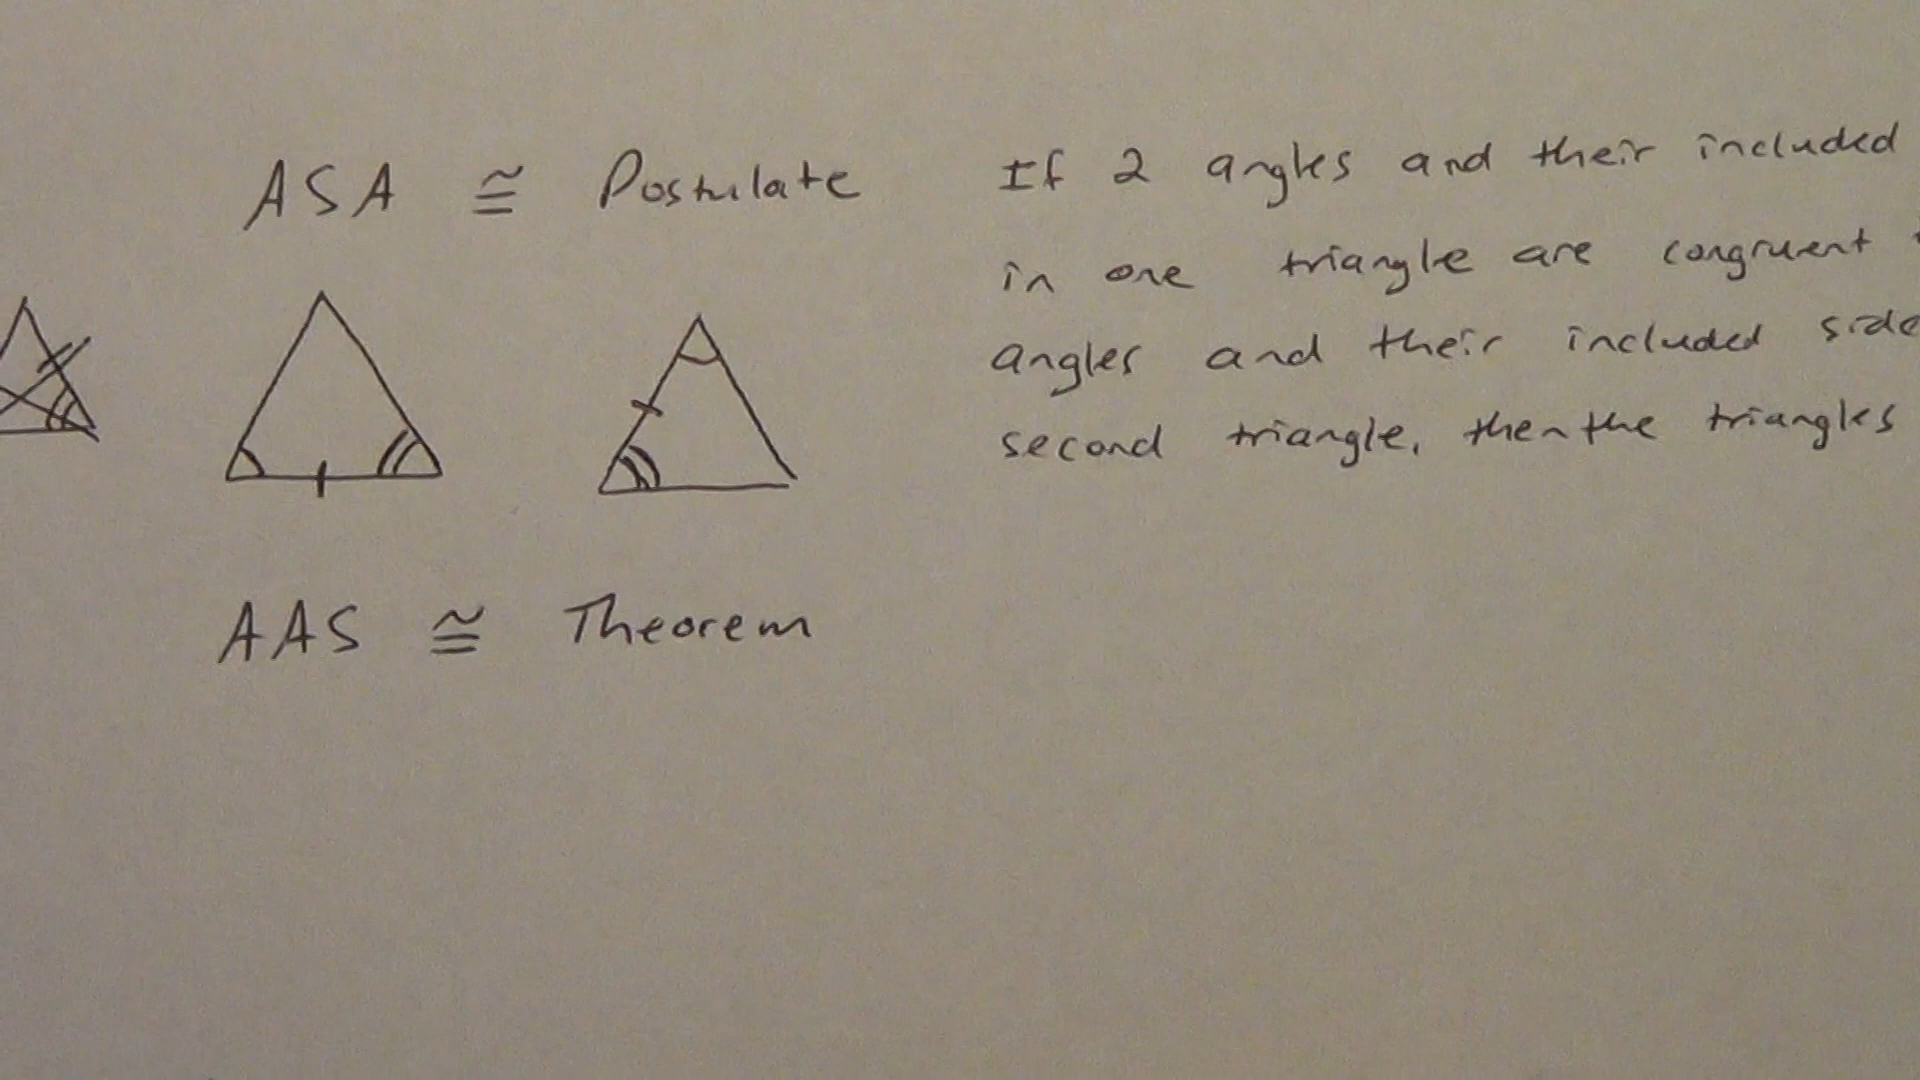 ASA ≅ Postulate
If 2 angles and their included
in one triangle are congruent
angles and their included side
second triangle, then the triangles
AAS ≅ Theorem